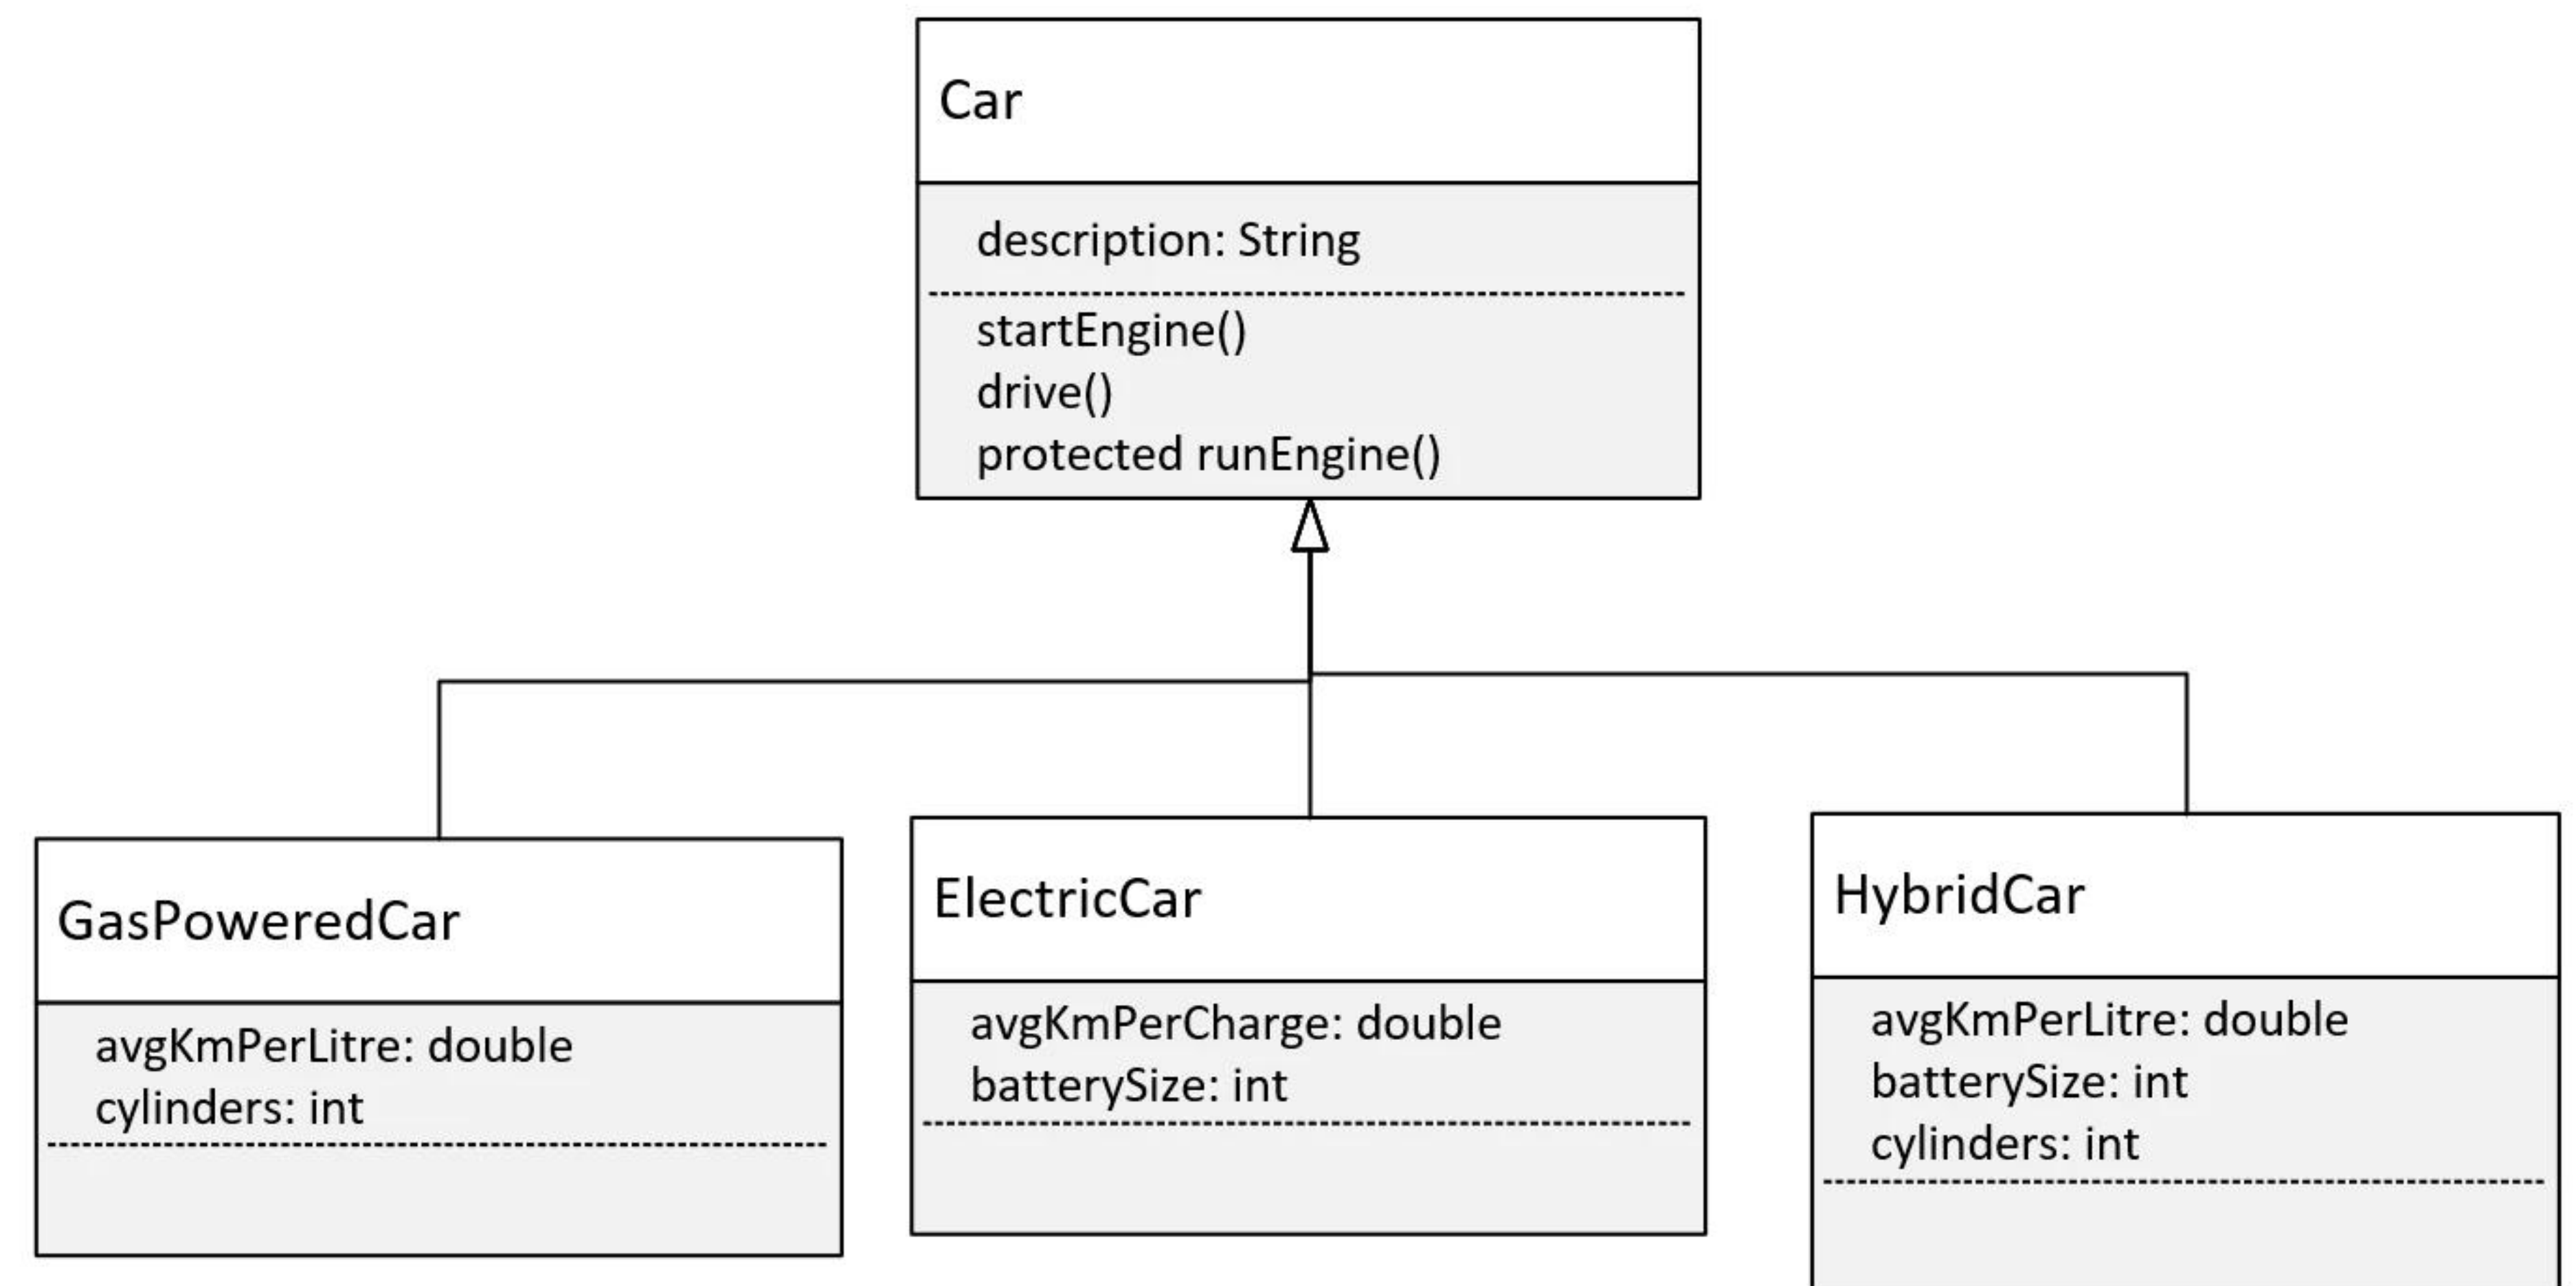 Car
description: String
startEngine()
drive()
protected runEngine()
GasPoweredCar
avgKmPerLitre: double
cylinders: int
ElectricCar
avgKmPerCharge: double
batterySize: int
HybridCar
avgKmPerLitre: double
batterySize: int
cylinders: int